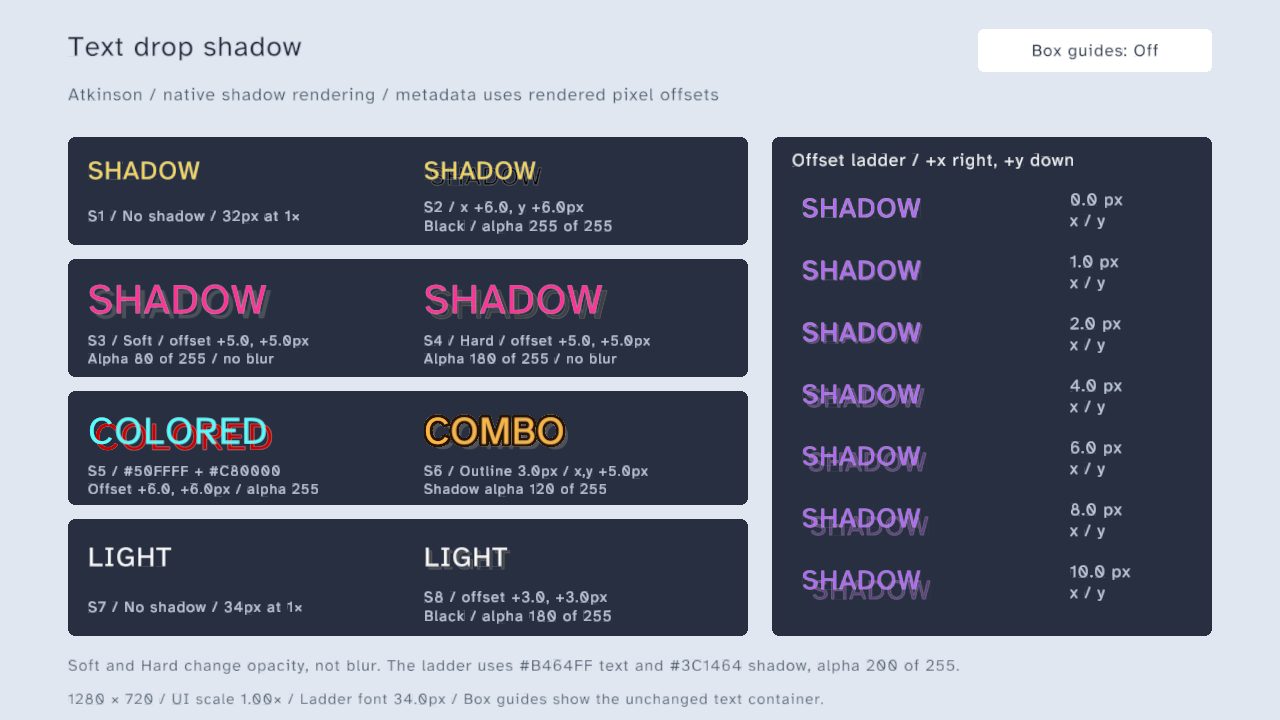 Text drop shadow
Box guides: Off
Atkinson / native shadow rendering / metadata uses rendered pixel offsets
SHADOW
S1 / No shadow / 32px at 1×
SHADOW
S2 / x +6.0, y +6.0px
Black / alpha 255 of 255
SHADOW
S3 / Soft / offset +5.0, +5.0px
Alpha 80 of 255 / no blur
SHADOW
S4 / Hard / offset +5.0, +5.0px
Alpha 180 of 255 / no blur
COLORED
S5 / #50FFFF + #C80000
Offset +6.0, +6.0px / alpha 255
COMBO
S6 / Outline 3.0px / x,y +5.0px
Shadow alpha 120 of 255
LIGHT
S7 / No shadow / 34px at 1×
LIGHT
S8 / offset +3.0, +3.0px
Black / alpha 180 of 255
Offset ladder / +x right, +y down
SHADOW
0.0 px
x / y
SHADOW
1.0 px
x / y
SHADOW
2.0 px
x / y
SHADOW
4.0 px
x / y
SHADOW
6.0 px
x / y
SHADOW
8.0 px
x / y
SHADOW
10.0 px
x / y
Soft and Hard change opacity, not blur. The ladder uses #B464FF text and #3C1464 shadow, alpha 200 of 255.
1280 × 720 / UI scale 1.00× / Ladder font 34.0px / Box guides show the unchanged text container.